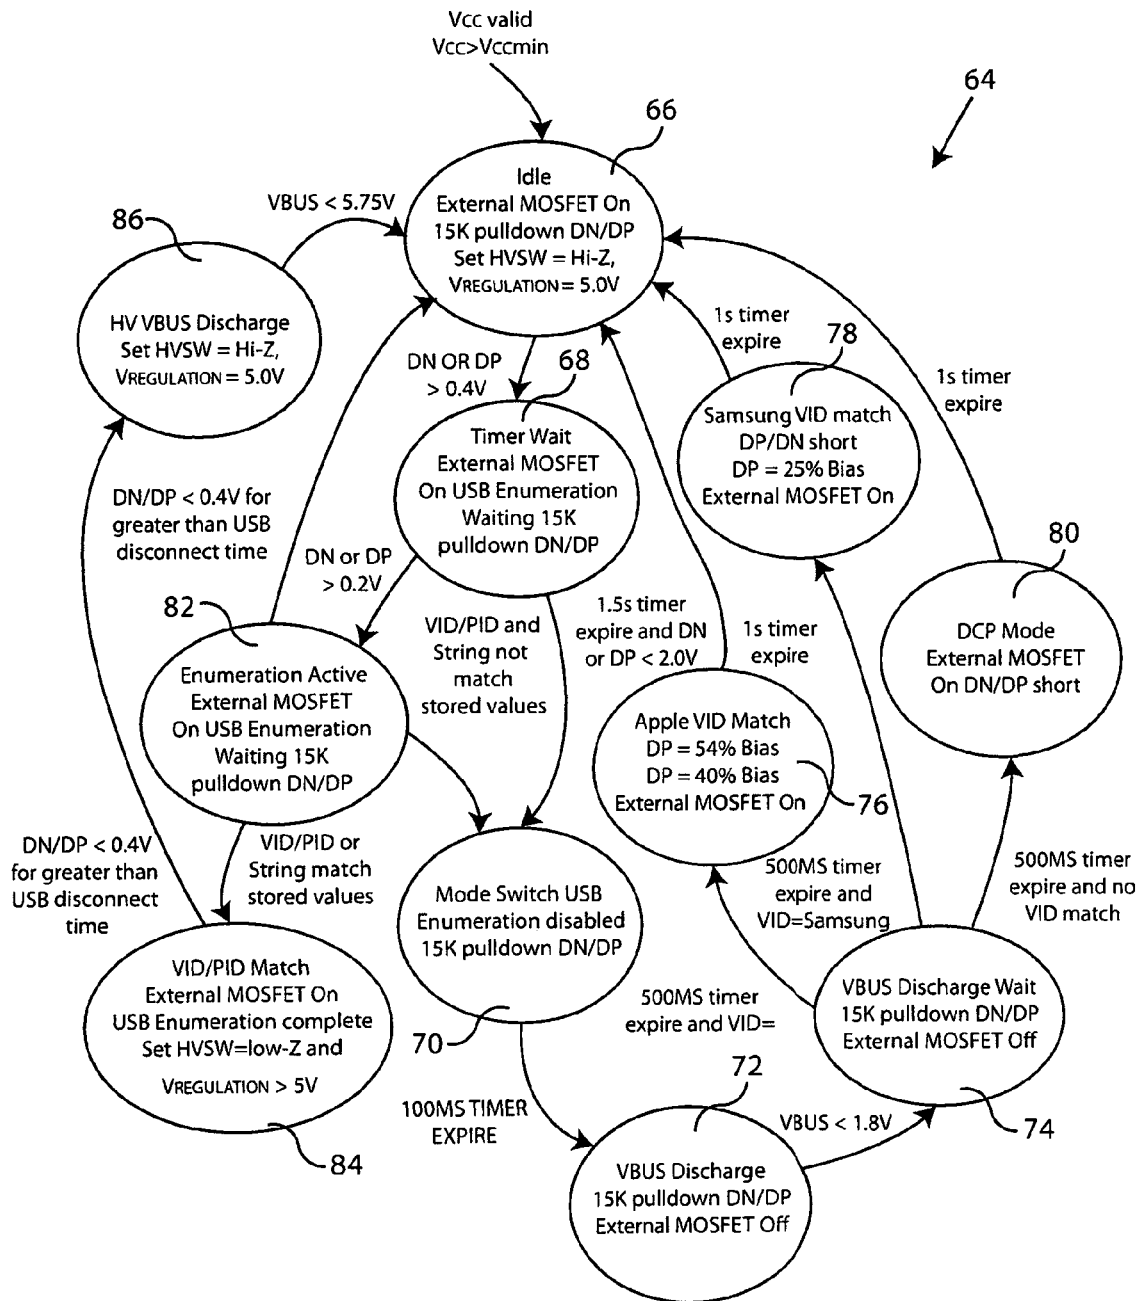 Vcc valid
Vcc>Vccmin
64
66
Idle
External MOSFET On
15K pulldown DN/DP
Set HVSW = Hi-Z,
VREGULATION = 5.0V
VBUS < 5.75V
86
HV VBUS Discharge
Set HVSW = Hi-Z,
VREGULATION = 5.0V
DN OR DP
> 0.4V
68
Timer Wait
External MOSFET
On USB Enumeration
Waiting 15K
pulldown DN/DP
1s timer
expire
78
Samsung VID match
DP/DN short
DP = 25% Bias
External MOSFET On
1s timer
expire
80
DCP Mode
External MOSFET
On DN/DP short
DN/DP < 0.4V for
greater than USB
disconnect time
DN or DP
> 0.2V
82
Enumeration Active
External MOSFET
On USB Enumeration
Waiting 15K
pulldown DN/DP
VID/PID and
String not
match
stored values
1.5s timer
expire and DN
or DP < 2.0V
1s timer
expire
Apple VID Match
DP = 54% Bias
DP = 40% Bias
External MOSFET On
76
DN/DP < 0.4V
for greater than
USB disconnect
time
VID/PID or
String match
stored values
VID/PID Match
External MOSFET On
USB Enumeration complete
Set HVSW=low-Z and
VREGULATION > 5V
84
Mode Switch USB
Enumeration disabled
15K pulldown DN/DP
70
500MS timer
expire and
VID=Samsung
500MS timer
expire and no
VID match
500MS timer
expire and VID=
VBUS Discharge Wait
15K pulldown DN/DP
External MOSFET Off
74
100MS TIMER
EXPIRE
72
VBUS < 1.8V
VBUS Discharge
15K pulldown DN/DP
External MOSFET Off